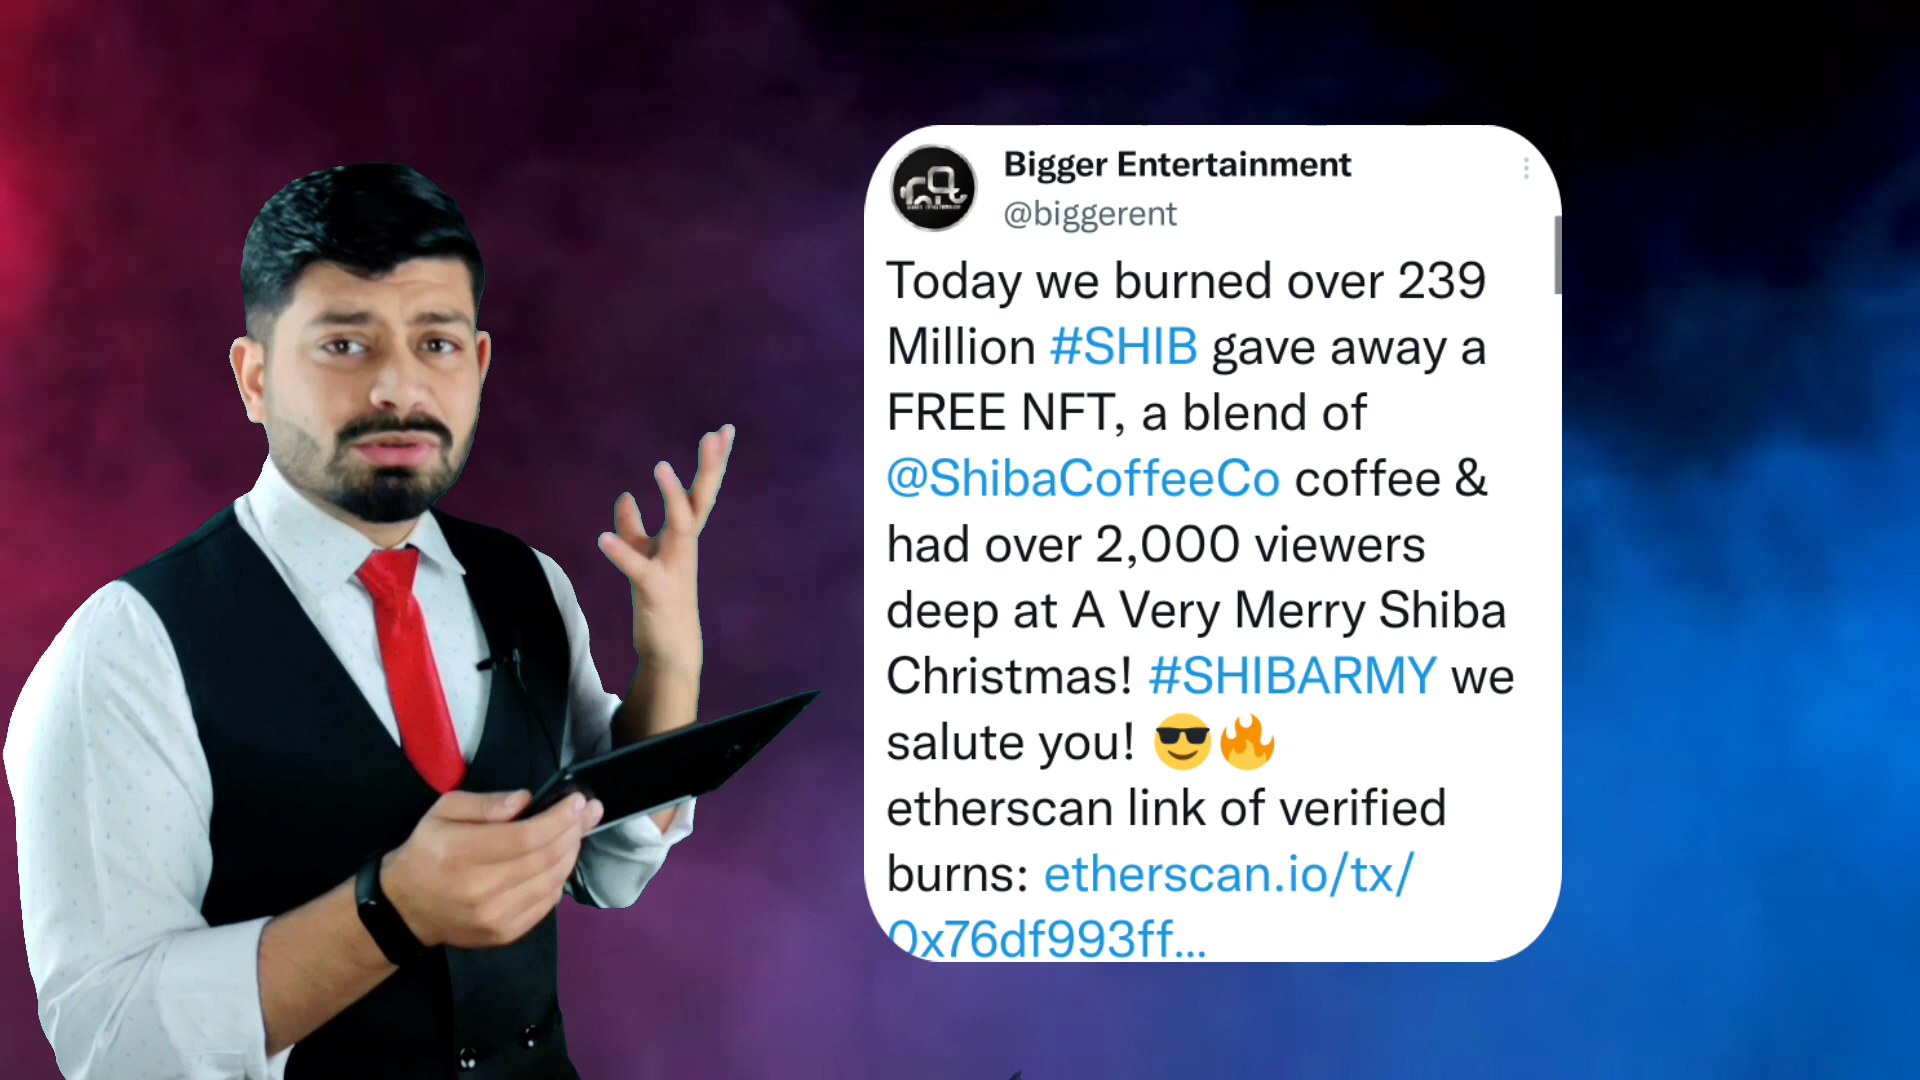 Bigger Entertainment
@biggerent
Today we burned over 239
Million #SHIB gave away a
FREE NFT, a blend of
@ShibaCoffeeCo coffee &
had over 2,000 viewers
deep at A Very Merry Shiba
Christmas! #SHIBARMY we
salute you! 😎🔥
etherscan link of verified
burns: etherscan.io/tx/
0x76df993ff...